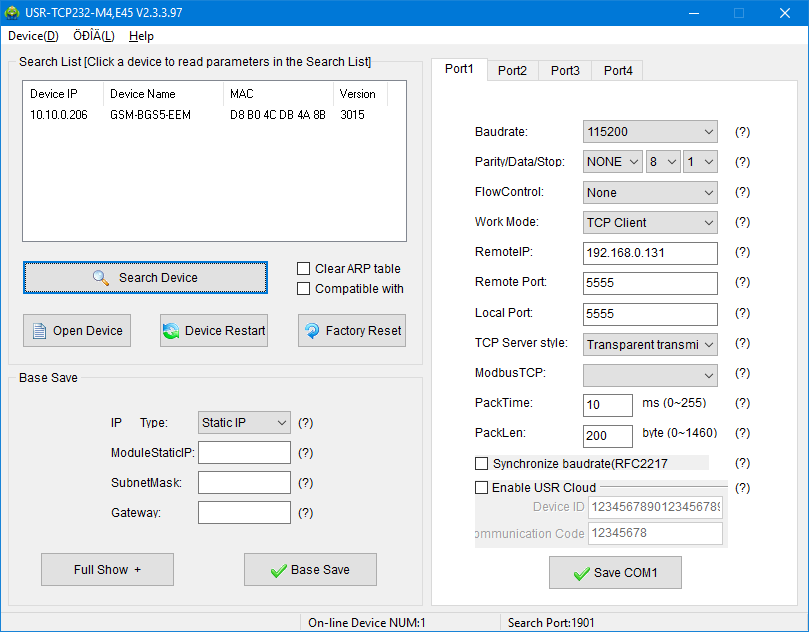 USR-TCP232-M4,E45 V2.3.3.97
Device(D) ÖÐÎÄ(L) Help
Search List [Click a device to read parameters in the Search List]
Device IP Device Name MAC Version
10.10.0.206 GSM-BGS5-EEM D8 B0 4C DB 4A 8B 3015
Search Device
Clear ARP table
Compatible with
Open Device Device Restart Factory Reset
Base Save
IP Type: Static IP (?)
ModuleStaticIP: (?)
SubnetMask: (?)
Gateway: (?)
Full Show + Base Save
Port1 Port2 Port3 Port4
Baudrate: 115200 (?)
Parity/Data/Stop: NONE 8 1 (?)
FlowControl: None (?)
Work Mode: TCP Client (?)
RemoteIP: 192.168.0.131 (?)
Remote Port: 5555 (?)
Local Port: 5555 (?)
TCP Server style: Transparent transmi (?)
ModbusTCP: (?)
PackTime: 10 ms (0~255) (?)
PackLen: 200 byte (0~1460) (?)
Synchronize baudrate(RFC2217 (?)
Enable USR Cloud (?)
Device ID 1234567890123456789
ommunication Code 12345678
Save COM1
On-line Device NUM:1 Search Port:1901